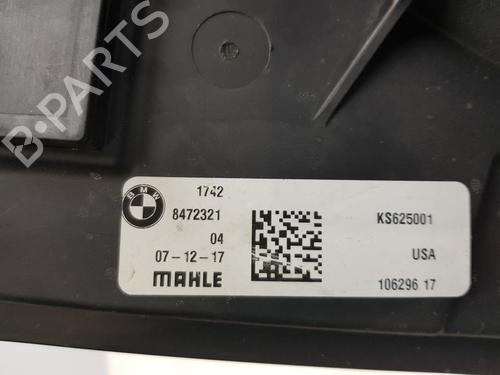 B-PARTS
BMW
1742
8472321
KS625001
04
07-12-17
USA
MAHLE
106296 17